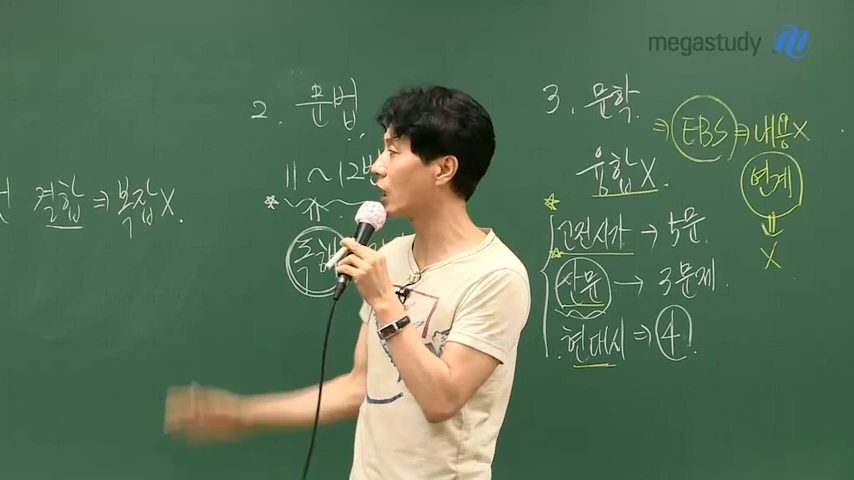 megastudy
결합 ⇒ 복잡X.
2. 문법
11~12번
3. 문학
⇒ EBS ⇒ 내용X
융합X.
연계
⇓
X
고전시가 → 5문.
산문 → 3문제.
현대시 ⇒ ④.